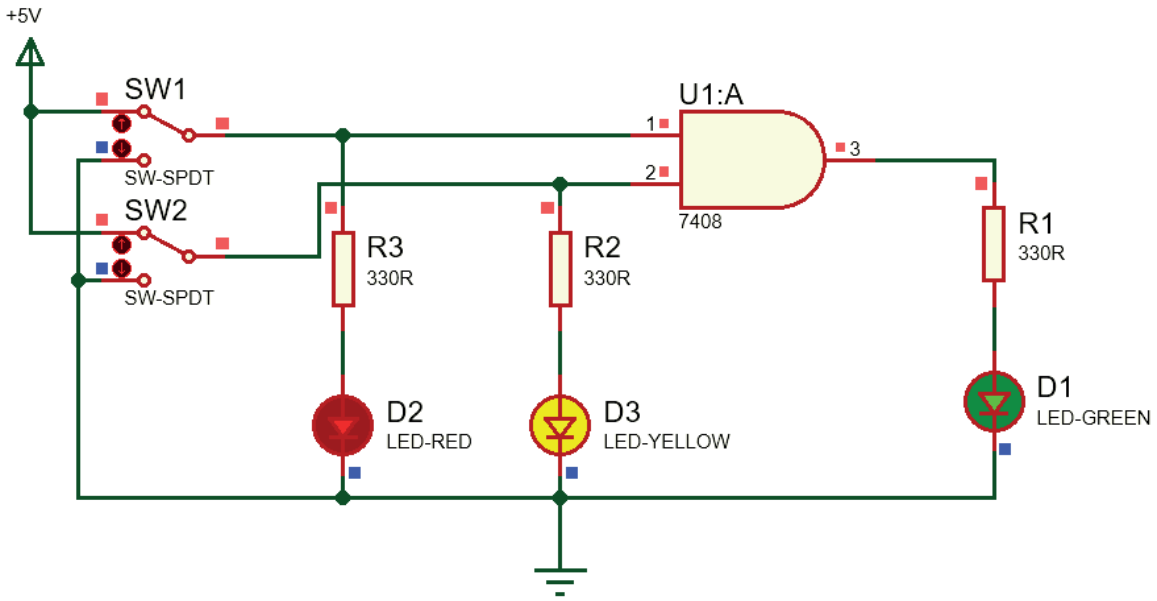 +5V
SW1
SW-SPDT
SW2
SW-SPDT
U1:A
1
2
3
7408
R3
330R
R2
330R
R1
330R
D2
LED-RED
D3
LED-YELLOW
D1
LED-GREEN